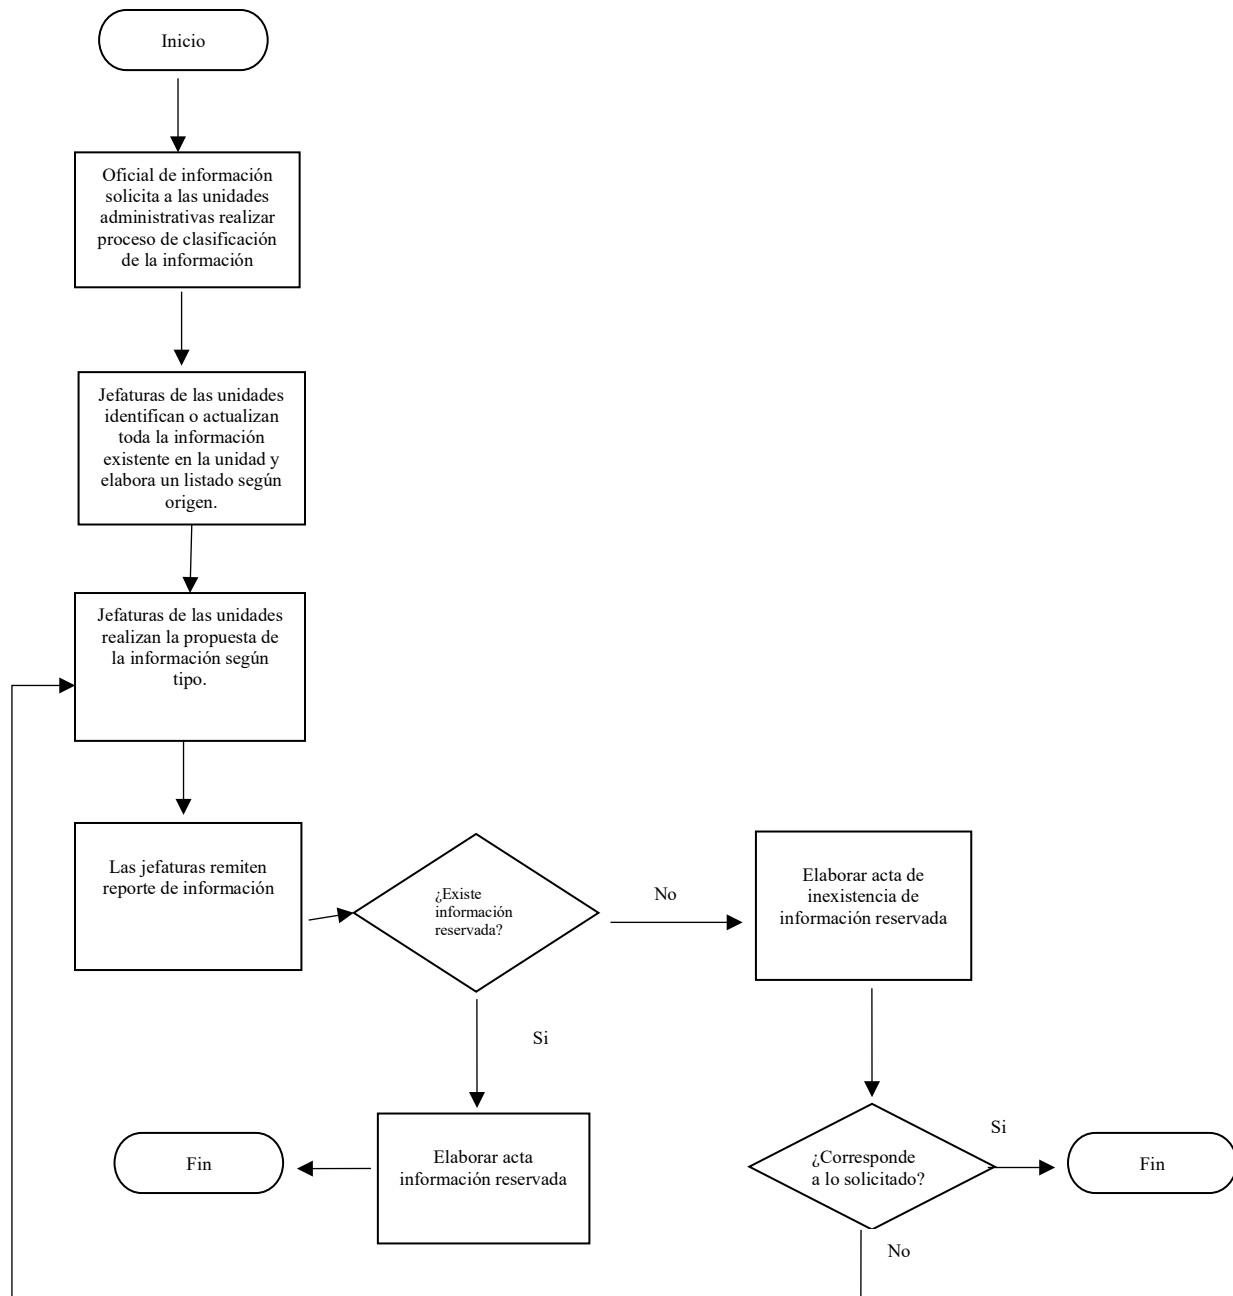 Inicio
Oficial de información
solicita a las unidades
administrativas realizar
proceso de clasificación
de la información
Jefaturas de las unidades
identifican o actualizan
toda la información
existente en la unidad y
elabora un listado según
origen.
Jefaturas de las unidades
realizan la propuesta de
la información según
tipo.
Las jefaturas remiten
reporte de información
¿Existe
información
reservada?
No
Elaborar acta de
inexistencia de
información reservada
Si
Elaborar acta
información reservada
Fin
¿Corresponde
a lo solicitado?
Si
Fin
No